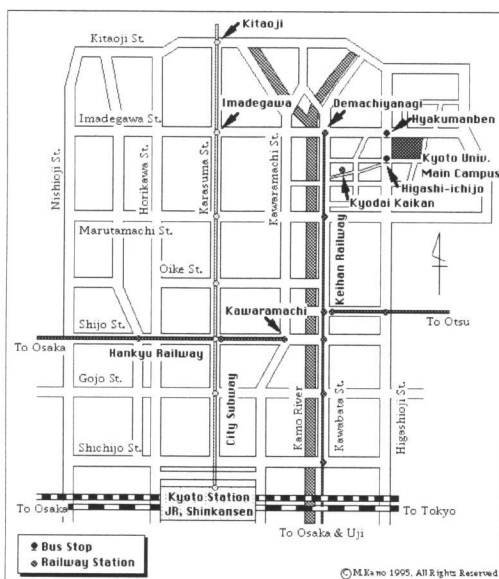 Kitaoji
Kitaoji St.
Imadegawa
Demachiyanagi
Hyakumanben
Imadegawa St.
Kyoto Univ.
Main Campus
Higashi-ichijo
Kyodai Kaikan
Nishioji St.
Horikawa St.
Karasuma St.
Kawaramachi St.
Keihan Railway
Marutamachi St.
Oike St.
Kawaramachi
Shijo St.
To Otsu
To Osaka
Hankyu Railway
Gojo St.
City Subway
Kamo River
Kawabata St.
Higashioji St.
Shichijo St.
Kyoto Station
JR, Shinkansen
To Osaka
To Tokyo
To Osaka & Uji
Bus Stop
Railway Station
©M.Kano 1995, All Rights Reserved